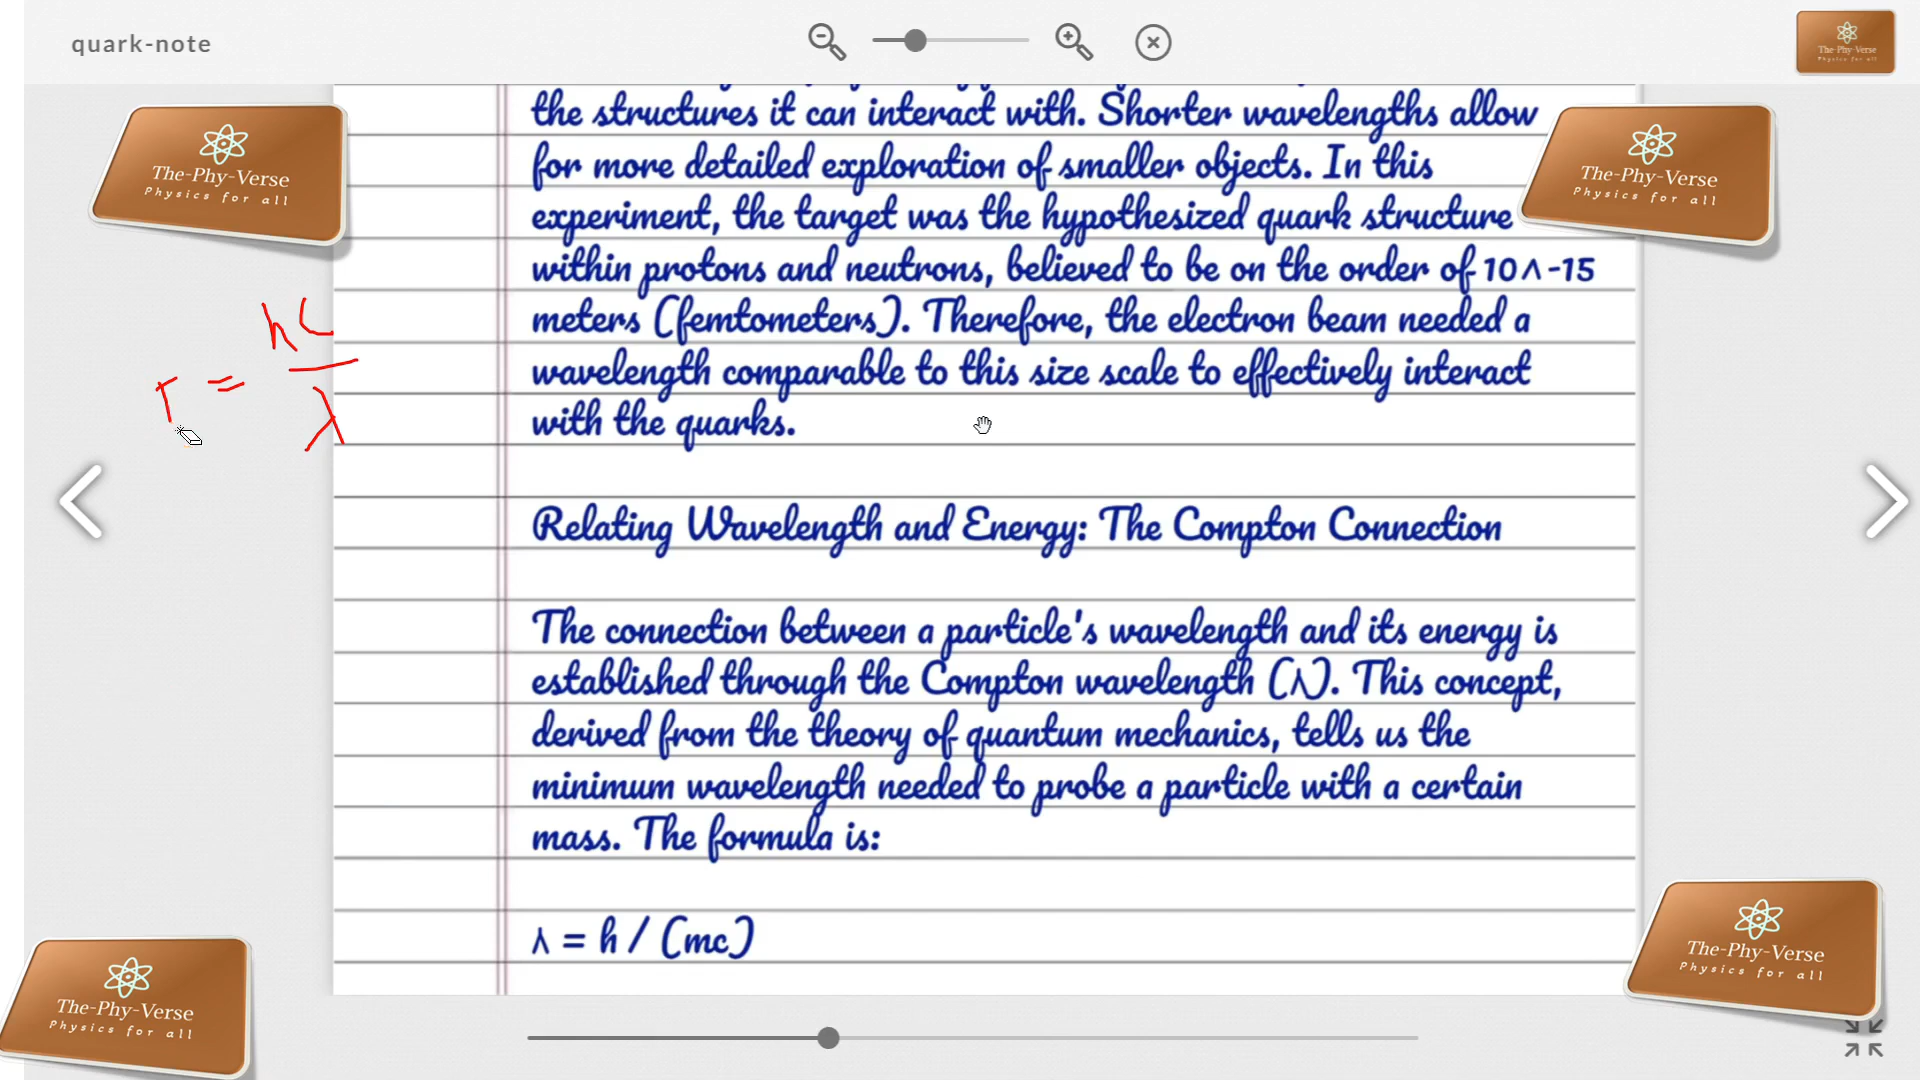 quark-note
The-Phy-Verse
Physics for all
The-Phy-Verse
Physics for all
The-Phy-Verse
Physics for all
the structures it can interact with. Shorter wavelengths allow
for more detailed exploration of smaller objects. In this
experiment, the target was the hypothesized quark structure
within protons and neutrons, believed to be on the order of 10^-15
meters (femtometers). Therefore, the electron beam needed a
wavelength comparable to this size scale to effectively interact
with the quarks.
hc
=
λ
Relating Wavelength and Energy: The Compton Connection
The connection between a particle's wavelength and its energy is
established through the Compton wavelength (λ). This concept,
derived from the theory of quantum mechanics, tells us the
minimum wavelength needed to probe a particle with a certain
mass. The formula is:
λ = h / (mc)
The-Phy-Verse
Physics for all
The-Phy-Verse
Physics for all